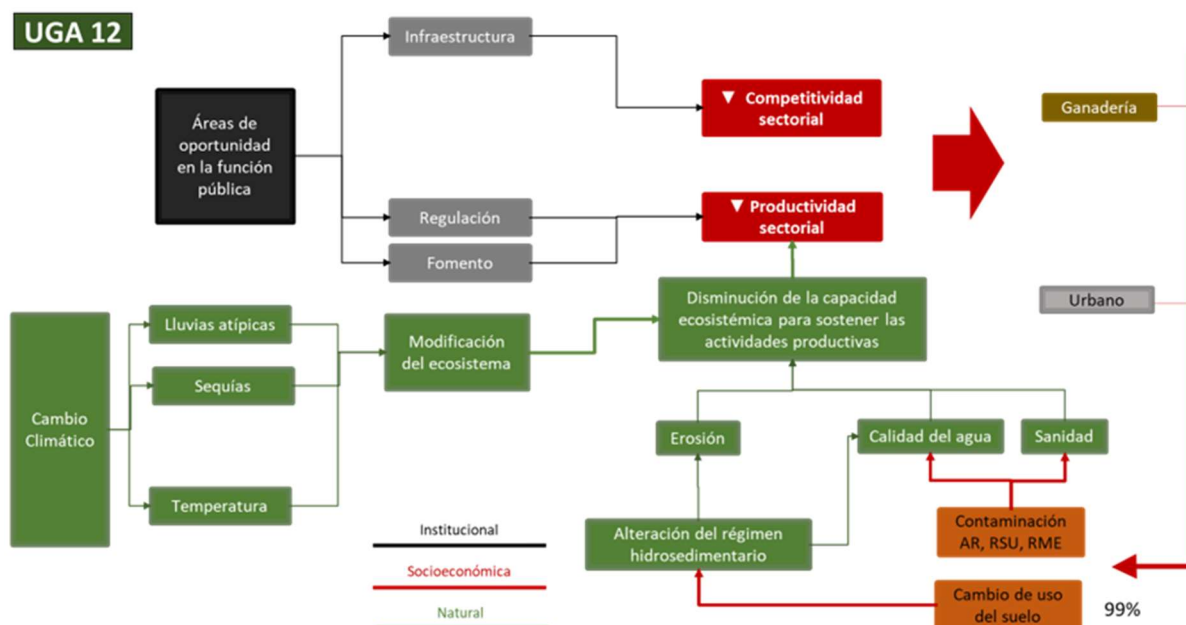 UGA 12
Infraestructura
Áreas de
oportunidad
en la función
pública
▼ Competitividad
sectorial
Ganadería
Regulación
▼ Productividad
sectorial
Fomento
Urbano
Disminución de la capacidad
ecosistémica para sostener las
actividades productivas
Lluvias atípicas
Modificación
del ecosistema
Sequías
Cambio
Climático
Erosión
Calidad del agua
Sanidad
Temperatura
Institucional
Alteración del régimen
hidrosedimentario
Contaminación
AR, RSU, RME
Socioeconómica
Cambio de uso
del suelo
99%
Natural